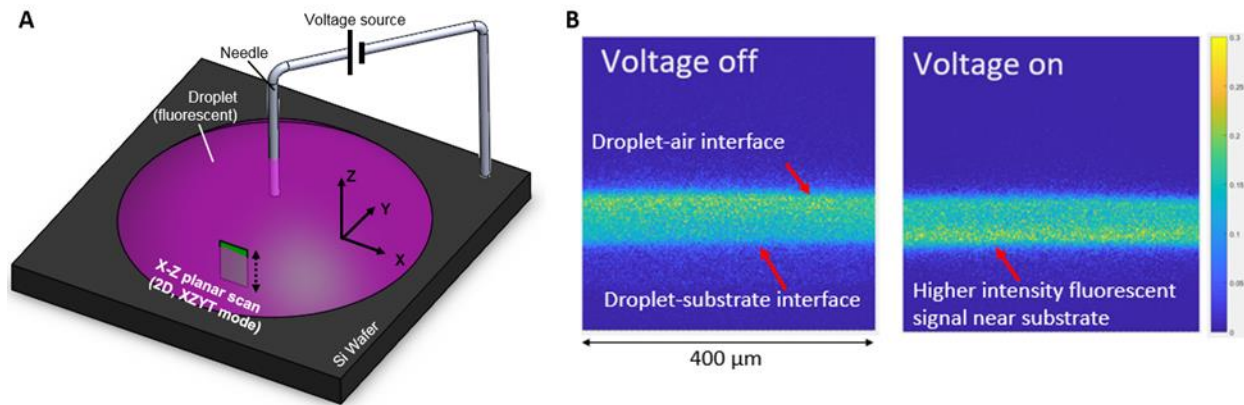 A
Voltage source
Needle
Droplet
(fluorescent)
Z
Y
X
X-Z planar scan
(2D, XZYT mode)
Si Wafer
B
Voltage off
Droplet-air interface
Droplet-substrate interface
400 µm
Voltage on
Higher intensity fluorescent
signal near substrate
0.3
0.25
0.2
0.15
0.1
0.05
0